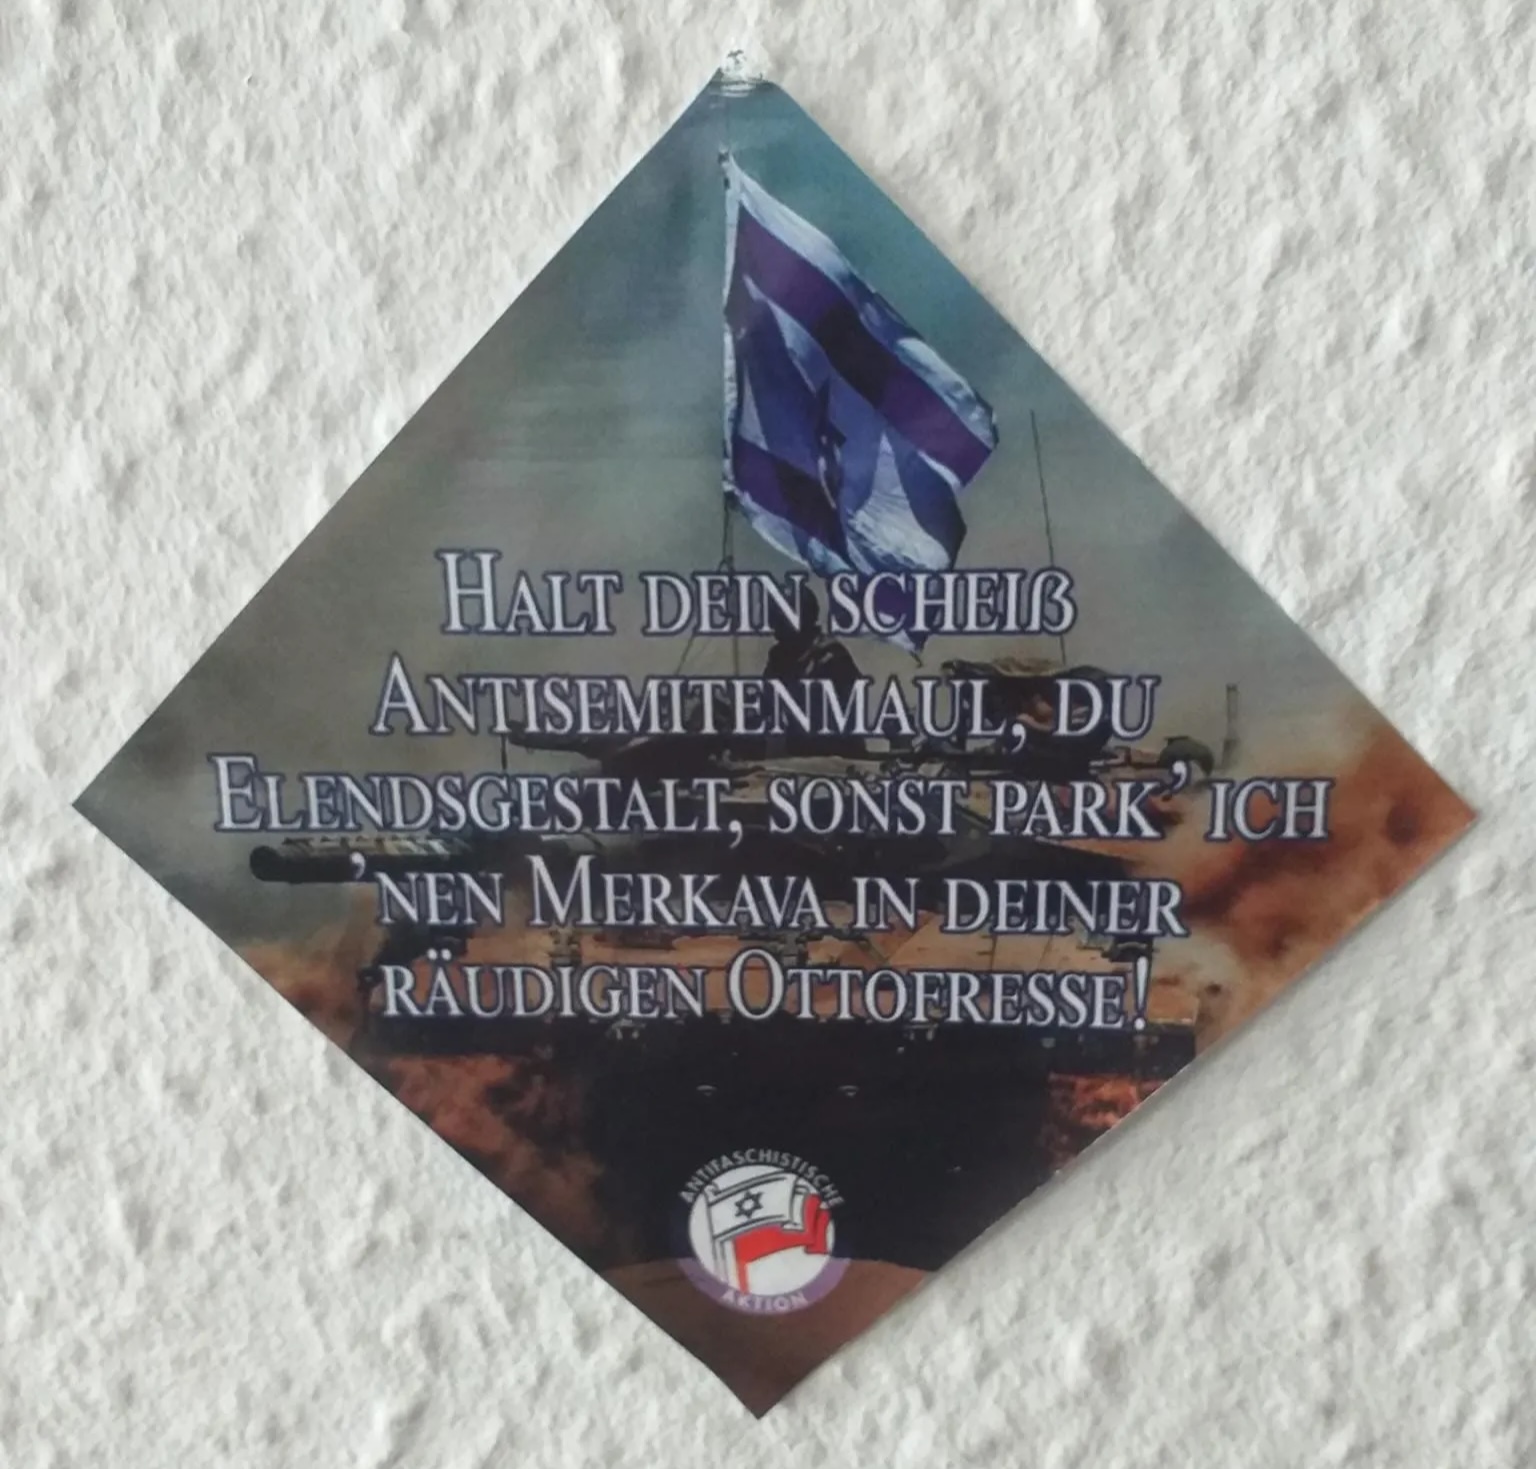 Halt dein scheiß
Antisemitenmaul, du
Elendsgestalt, sonst park' ich
'nen Merkava in deiner
räudigen Ottofresse!
ANTIFASCHISTISCHE
AKTION